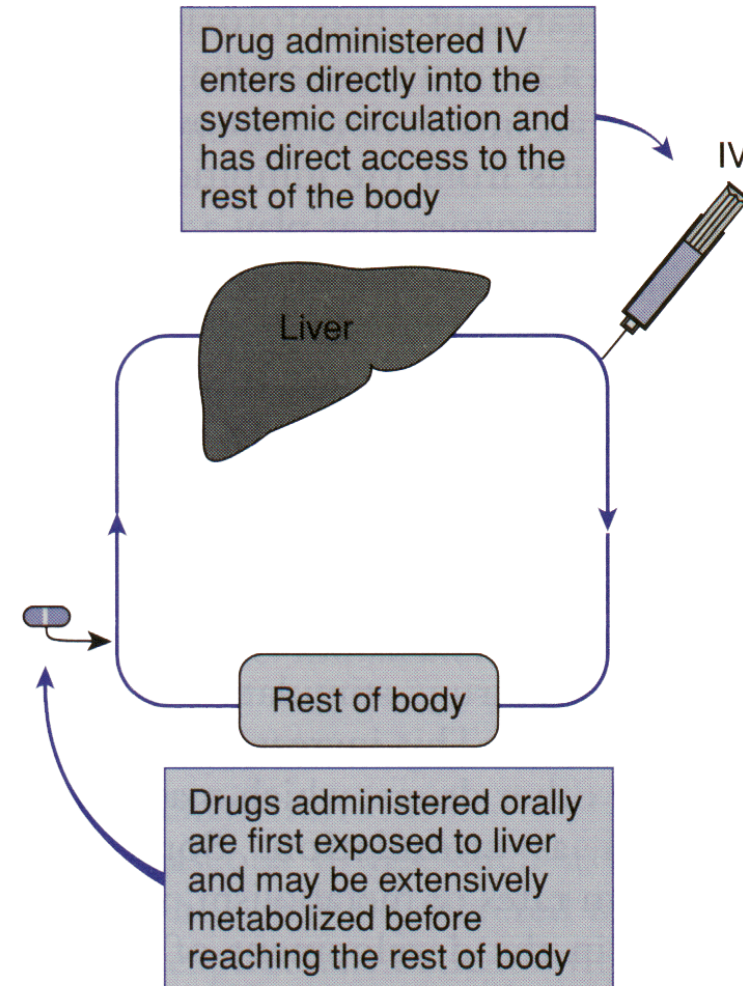 Drug administered IV
enters directly into the
systemic circulation and
has direct access to the
rest of the body
IV
Liver
Rest of body
Drugs administered orally
are first exposed to liver
and may be extensively
metabolized before
reaching the rest of body